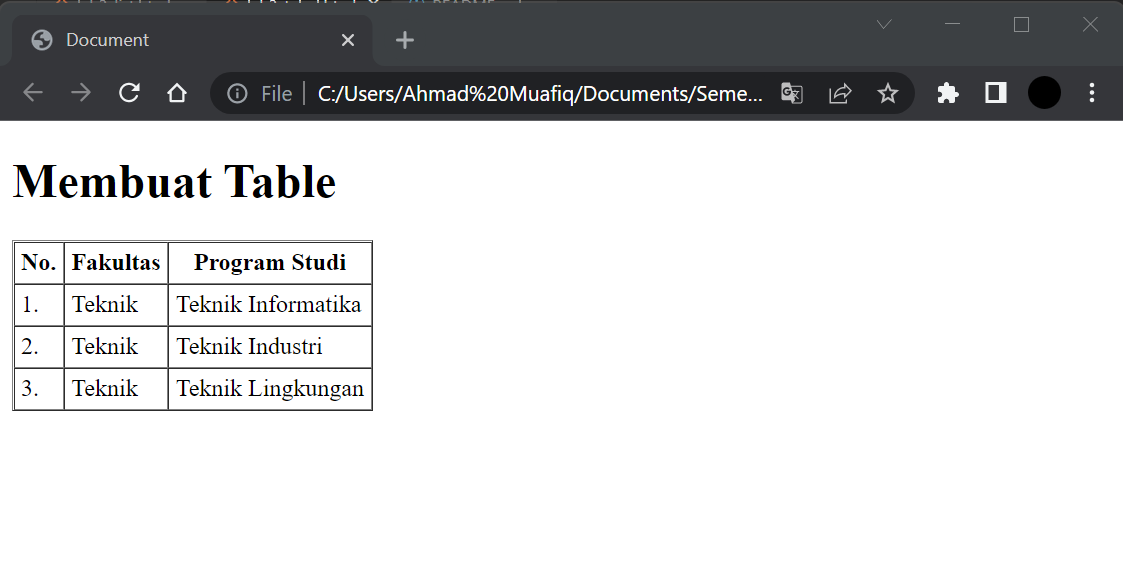 Document
File C:/Users/Ahmad%20Muafiq/Documents/Seme...
Membuat Table
No. Fakultas Program Studi
1. Teknik Teknik Informatika
2. Teknik Teknik Industri
3. Teknik Teknik Lingkungan